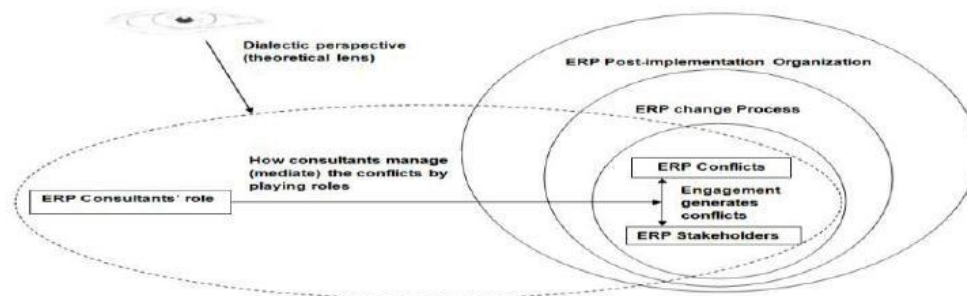 Dialectic perspective
(theoretical lens)
ERP Post-implementation Organization
ERP change Process
How consultants manage
(mediate) the conflicts by
playing roles
ERP Conflicts
ERP Consultants' role
Engagement
generates
conflicts
ERP Stakeholders